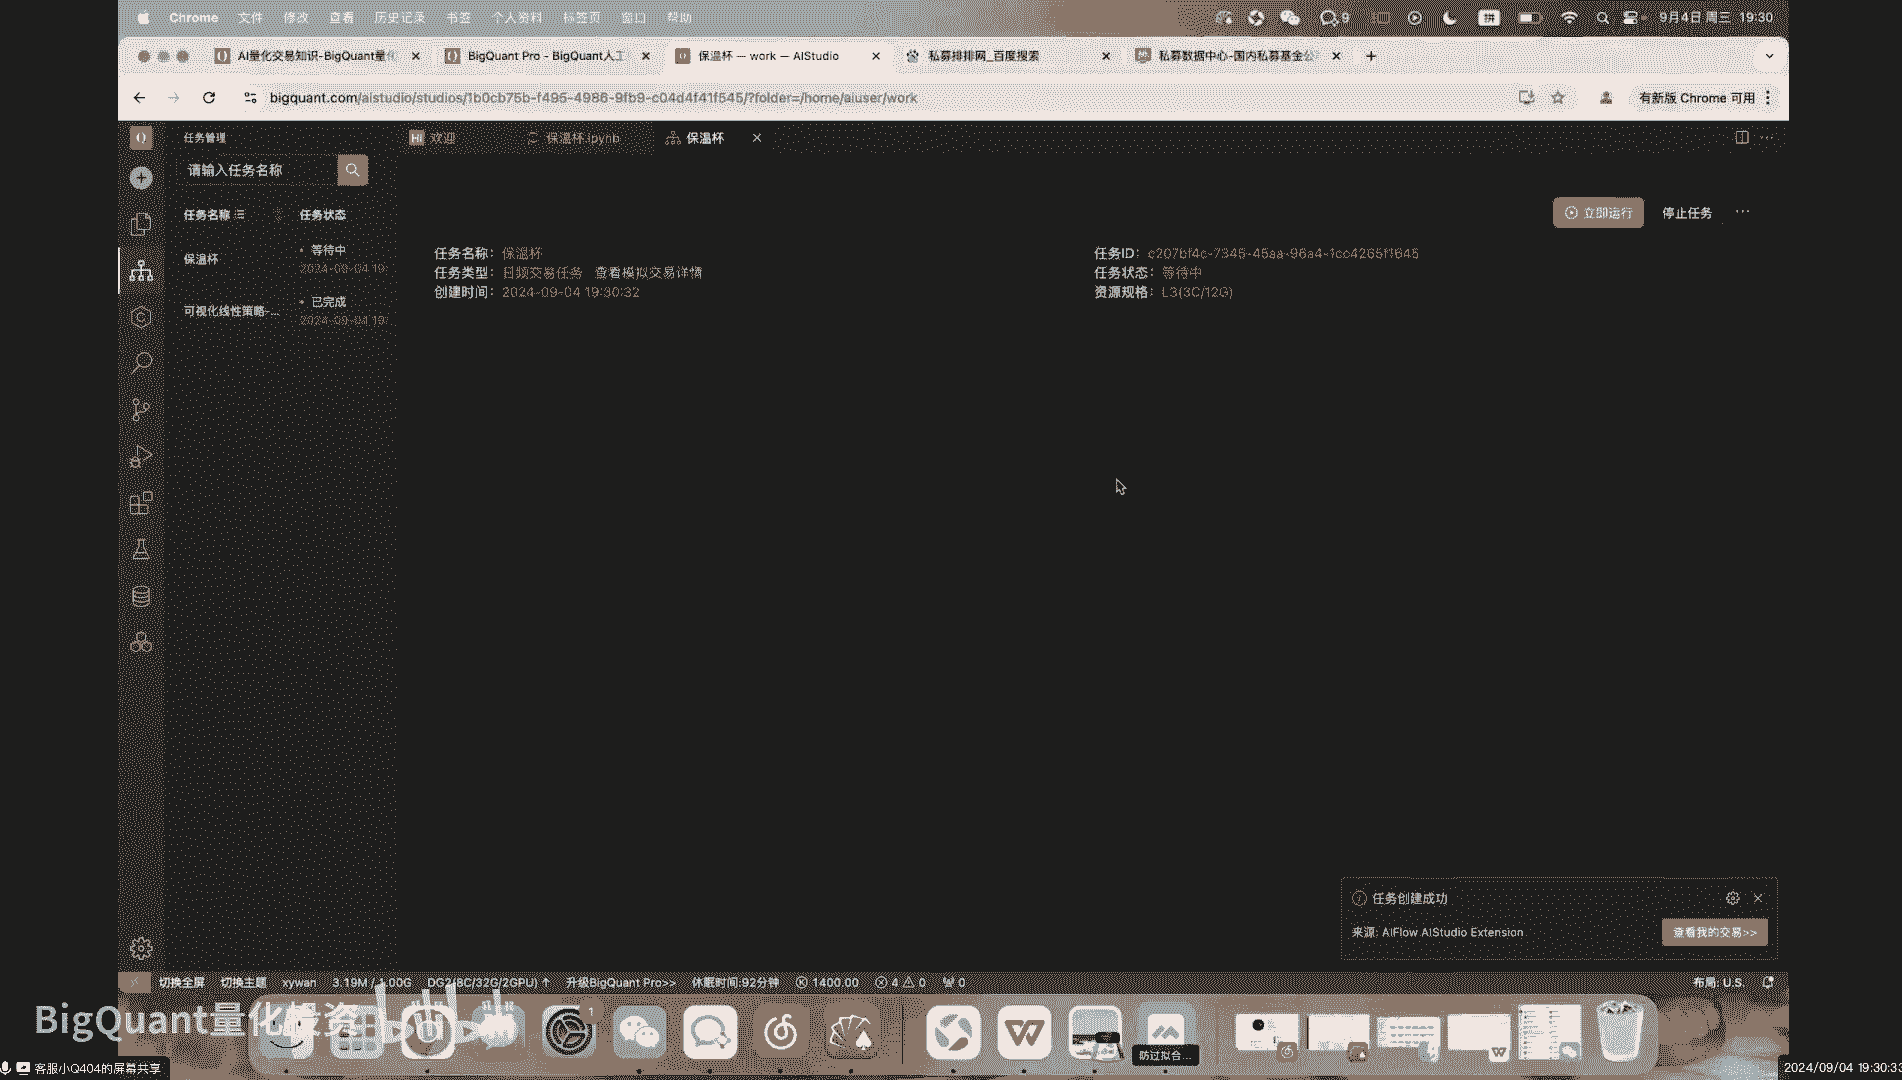 Chrome 文件 修改 查看 历史记录 书签 个人资料 标签页 窗口 帮助
9 拼 9月4日 周三 19:30
AI量化交易知识-BigQuant量化
BigQuant Pro - BigQuant人工
保温杯 — work — AIStudio
私募排排网_百度搜索
私募数据中心-国内私募基金公
bigquant.com/aistudio/studios/1b0cb75b-f495-4986-9fb9-c04d4f41f545/?folder=/home/aiuser/work
有新版 Chrome 可用
任务管理
欢迎
保温杯.ipynb
保温杯
请输入任务名称
任务名称 任务状态
立即运行 停止任务 ···
保温杯
等待中
2024-09-04 19:
可视化线性策略-...
已完成
2024-09-04 19:
任务名称: 保温杯
任务类型: 日频交易任务 查看模拟交易详情
创建时间: 2024-09-04 19:30:32
任务ID: c207bf4c-7345-45aa-96a4-1cc4265f1645
任务状态: 等待中
资源规格: L3(3C/12G)
任务创建成功
来源: AIFlow AIStudio Extension
查看我的交易>>
切换全屏 切换主题 xywan 3.19M / 1.00G DG2(8C/32G/2GPU) 升级BigQuant Pro>> 休眠时间:92分钟 1400.00 4 0 0 布局: U.S.
BigQuant量化投资
bilibili
1
防过拟合...
客服小Q404的屏幕共享
2024/09/04 19:30:3